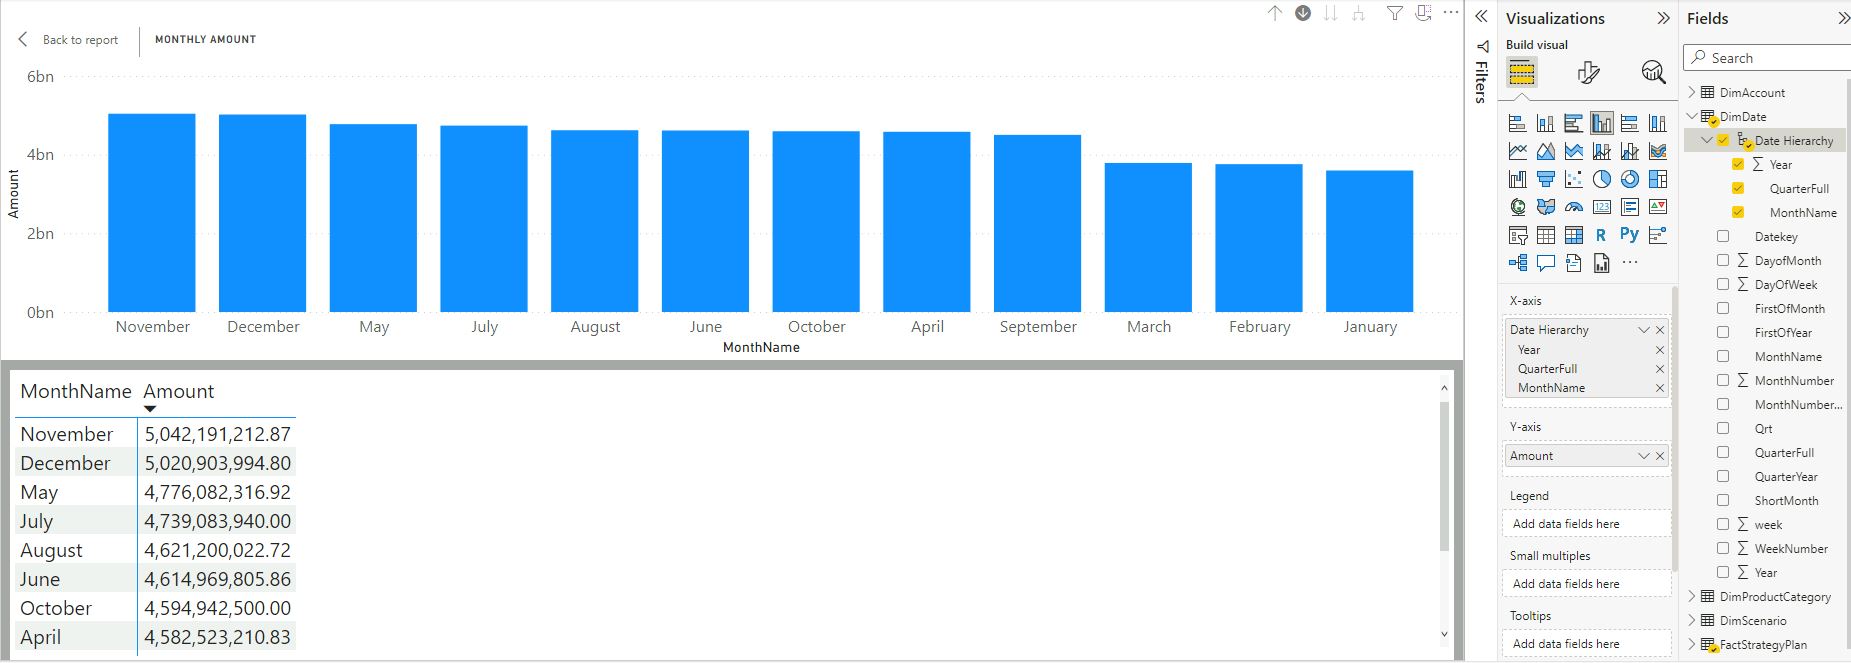 Back to report
MONTHLY AMOUNT
6bn
4bn
2bn
0bn
Amount
November December May July August June October April September March February January
MonthName
MonthName Amount
November 5,042,191,212.87
December 5,020,903,994.80
May 4,776,082,316.92
July 4,739,083,940.00
August 4,621,200,022.72
June 4,614,969,805.86
October 4,594,942,500.00
April 4,582,523,210.83
Filters
Visualizations
Build visual
123
R
Py
X-axis
Date Hierarchy
Year
QuarterFull
MonthName
Y-axis
Amount
Legend
Add data fields here
Small multiples
Add data fields here
Tooltips
Add data fields here
Fields
Search
DimAccount
DimDate
Date Hierarchy
Σ Year
QuarterFull
MonthName
Datekey
Σ DayofMonth
Σ DayOfWeek
FirstOfMonth
FirstOfYear
MonthName
Σ MonthNumber
MonthNumber...
Qrt
QuarterFull
QuarterYear
ShortMonth
Σ week
Σ WeekNumber
Σ Year
DimProductCategory
DimScenario
FactStrategyPlan